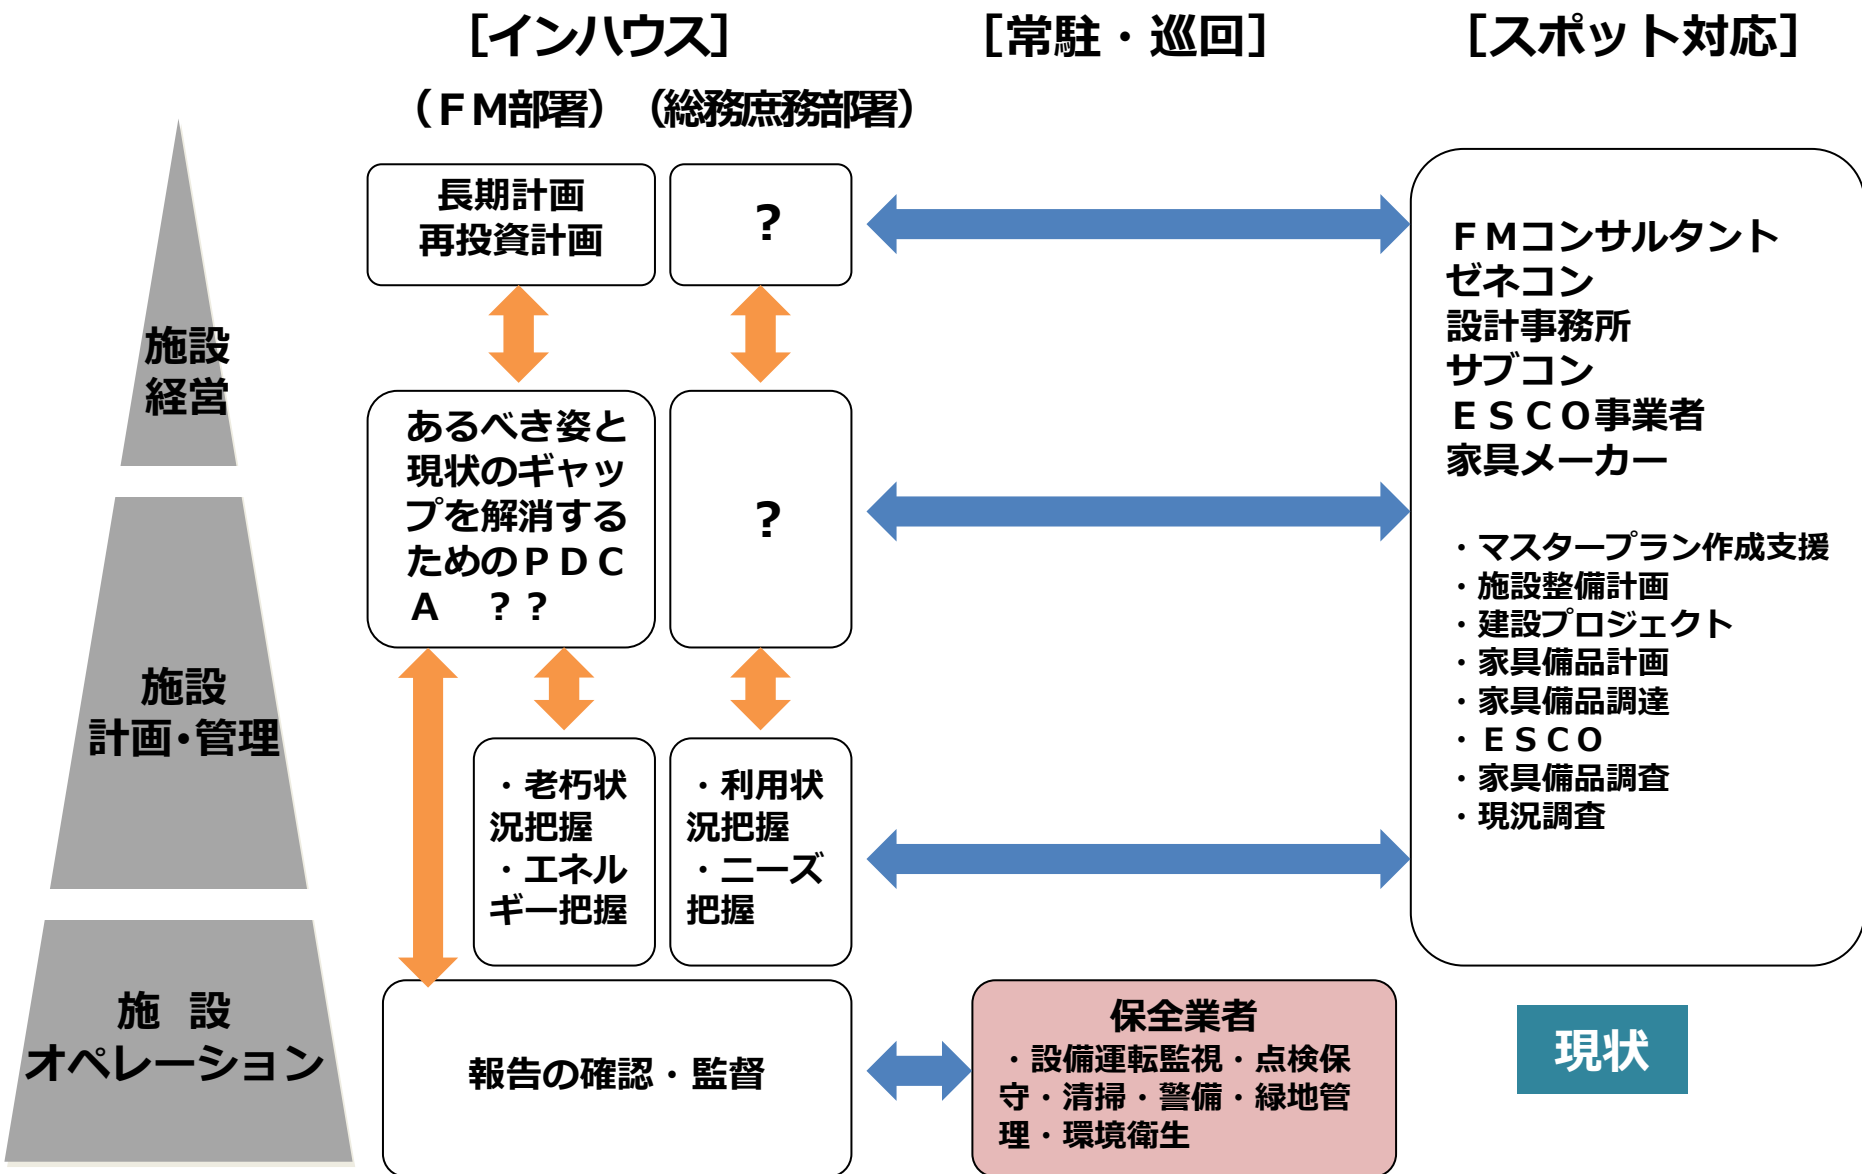 ［インハウス］
［常駐・巡回］
［スポット対応］
（ＦＭ部署）
（総務庶務部署）
施設
経営
施設
計画・管理
施　設
オペレーション
長期計画
再投資計画
？
あるべき姿と
現状のギャッ
プを解消する
ためのＰＤＣ
Ａ　？？
？
・老朽状
況把握
・エネル
ギー把握
・利用状
況把握
・ニーズ
把握
報告の確認・監督
保全業者
・設備運転監視・点検保
守・清掃・警備・緑地管
理・環境衛生
ＦＭコンサルタント
ゼネコン
設計事務所
サブコン
ＥＳＣＯ事業者
家具メーカー
・マスタープラン作成支援
・施設整備計画
・建設プロジェクト
・家具備品計画
・家具備品調達
・ＥＳＣＯ
・家具備品調査
・現況調査
現状